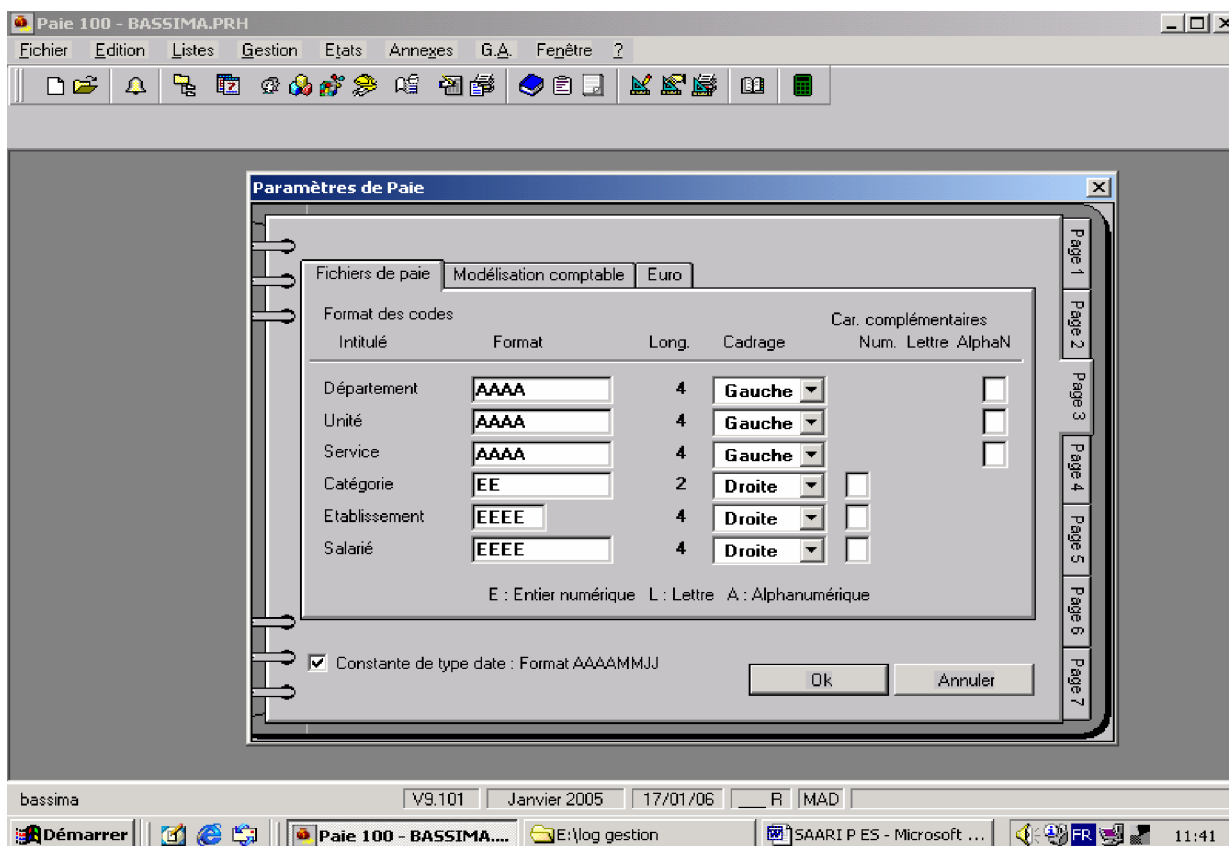 Paie 100 - BASSIMA.PRH
Fichier Edition Listes Gestion Etats Annexes G.A. Fenêtre ?
Paramètres de Paie
Fichiers de paie Modélisation comptable Euro
Format des codes Car. complémentaires
Intitulé Format Long. Cadrage Num. Lettre AlphaN
Département AAAA 4 Gauche
Unité AAAA 4 Gauche
Service AAAA 4 Gauche
Catégorie EE 2 Droite
Etablissement EEEE 4 Droite
Salarié EEEE 4 Droite
E : Entier numérique L : Lettre A : Alphanumérique
Constante de type date : Format AAAAMMJJ
Ok Annuler
Page 1
Page 2
Page 3
Page 4
Page 5
Page 6
Page 7
bassima V9.101 Janvier 2005 17/01/06 ___ R MAD
Démarrer Paie 100 - BASSIMA.... E:\log gestion SAARI P ES - Microsoft ... FR 11:41